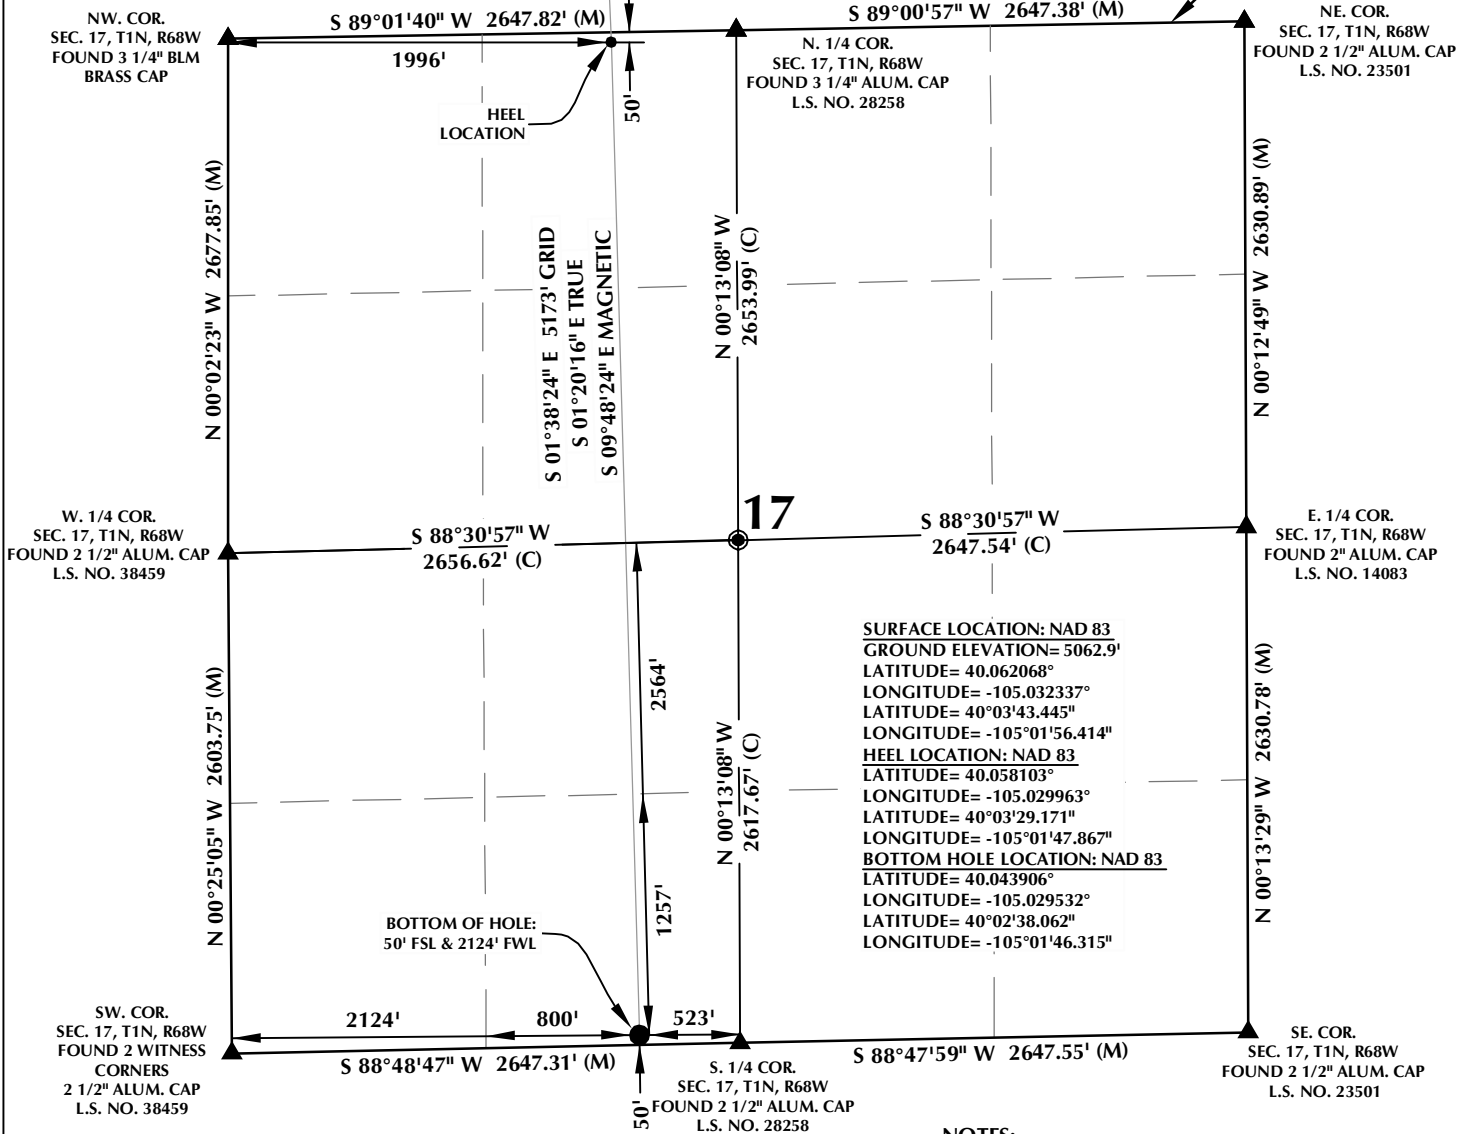 NW. COR.
SEC. 17, T1N, R68W
FOUND 3 1/4" BLM
BRASS CAP
S 89°01'40" W 2647.82' (M)
1996'
HEEL
LOCATION
50'
S 89°00'57" W 2647.38' (M)
N. 1/4 COR.
SEC. 17, T1N, R68W
FOUND 3 1/4" ALUM. CAP
L.S. NO. 28258
NE. COR.
SEC. 17, T1N, R68W
FOUND 2 1/2" ALUM. CAP
L.S. NO. 23501
N 00°02'23" W 2677.85' (M)
S 01°38'24" E 5173' GRID
S 01°20'16" E TRUE
S 09°48'24" E MAGNETIC
N 00°13'08" W
2653.99' (C)
N 00°12'49" W 2630.89' (M)
W. 1/4 COR.
SEC. 17, T1N, R68W
FOUND 2 1/2" ALUM. CAP
L.S. NO. 38459
S 88°30'57" W
2656.62' (C)
17
S 88°30'57" W
2647.54' (C)
E. 1/4 COR.
SEC. 17, T1N, R68W
FOUND 2" ALUM. CAP
L.S. NO. 14083
N 00°25'05" W 2603.75' (M)
2564'
1257'
N 00°13'08" W
2617.67' (C)
SURFACE LOCATION: NAD 83
GROUND ELEVATION= 5062.9'
LATITUDE= 40.062068°
LONGITUDE= -105.032337°
LATITUDE= 40°03'43.445"
LONGITUDE= -105°01'56.414"
HEEL LOCATION: NAD 83
LATITUDE= 40.058103°
LONGITUDE= -105.029963°
LATITUDE= 40°03'29.171"
LONGITUDE= -105°01'47.867"
BOTTOM HOLE LOCATION: NAD 83
LATITUDE= 40.043906°
LONGITUDE= -105.029532°
LATITUDE= 40°02'38.062"
LONGITUDE= -105°01'46.315"
N 00°13'29" W 2630.78' (M)
BOTTOM OF HOLE:
50' FSL & 2124' FWL
SW. COR.
SEC. 17, T1N, R68W
FOUND 2 WITNESS
CORNERS
2 1/2" ALUM. CAP
L.S. NO. 38459
2124'
800'
523'
S 88°48'47" W 2647.31' (M)
50'
S. 1/4 COR.
SEC. 17, T1N, R68W
FOUND 2 1/2" ALUM. CAP
L.S. NO. 28258
S 88°47'59" W 2647.55' (M)
SE. COR.
SEC. 17, T1N, R68W
FOUND 2 1/2" ALUM. CAP
L.S. NO. 23501
NOTES: